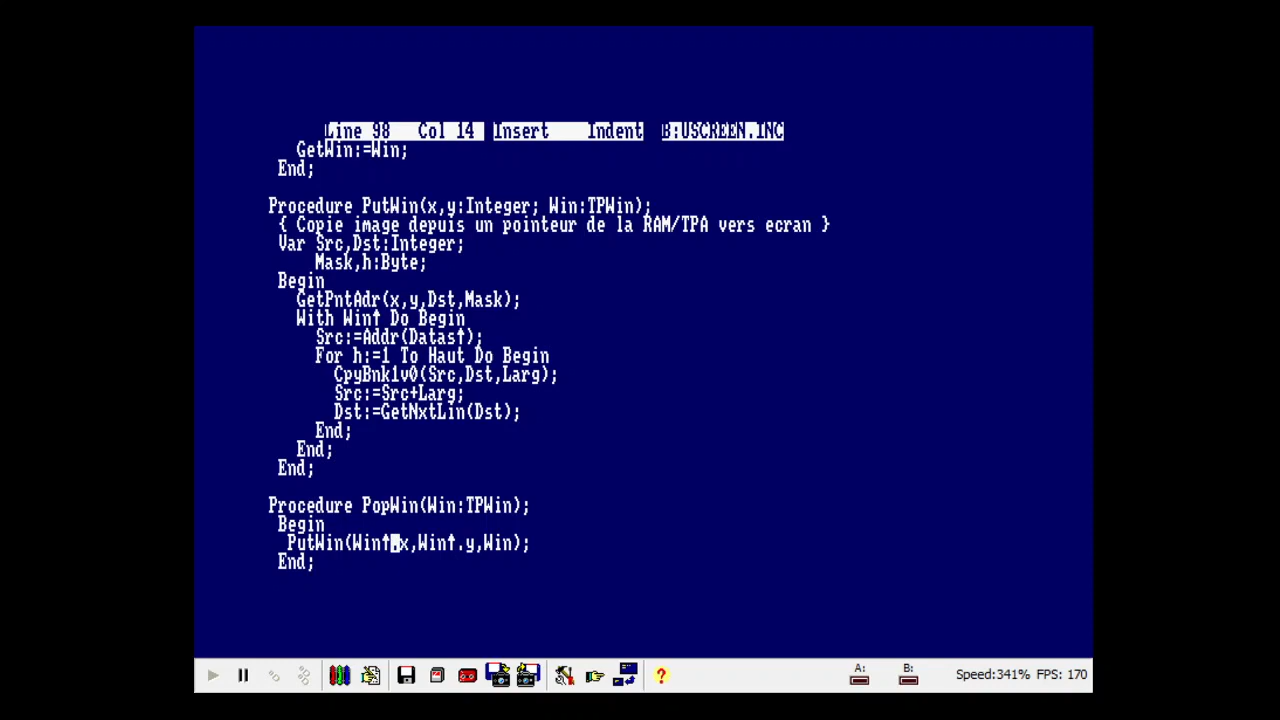 Line 98 Col 14 Insert Indent B:USCREEN.INC
GetWin:=Win;
End;
Procedure PutWin(x,y:Integer; Win:TPWin);
{ Copie image depuis un pointeur de la RAM/TPA vers ecran }
Var Src,Dst:Integer;
Mask,h:Byte;
Begin
GetPntAdr(x,y,Dst,Mask);
With Win↑ Do Begin
Src:=Addr(Datas↑);
For h:=1 To Haut Do Begin
CpyBnk1v0(Src,Dst,Larg);
Src:=Src+Larg;
Dst:=GetNxtLin(Dst);
End;
End;
End;
Procedure PopWin(Win:TPWin);
Begin
PutWin(Win↑.x,Win↑.y,Win);
End;
A: B: Speed:341% FPS: 170